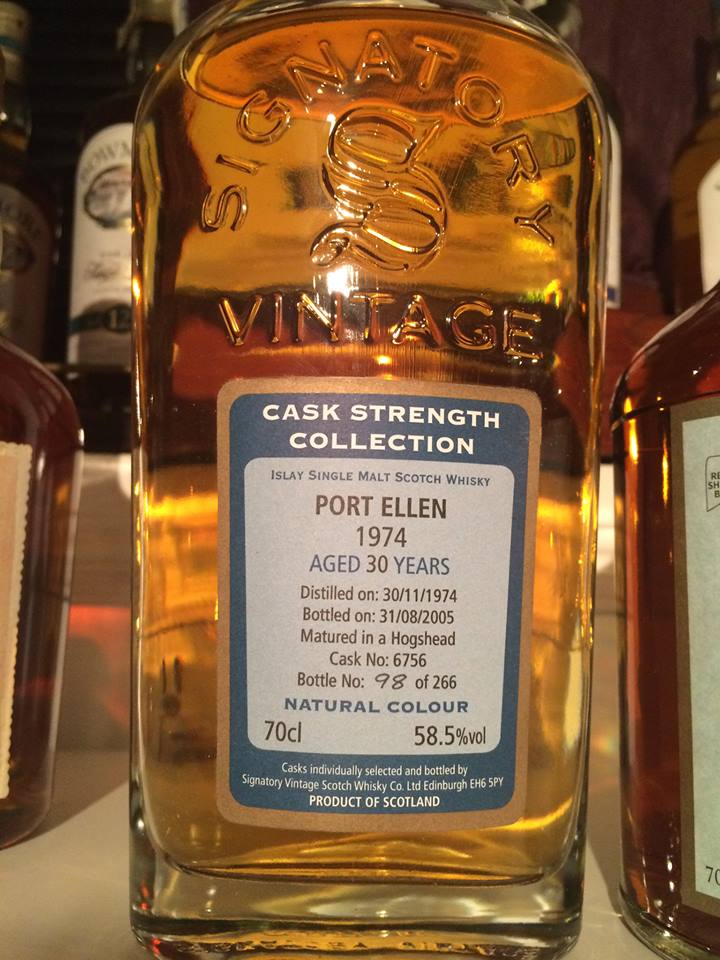 SIGNATORY
VINTAGE
CASK STRENGTH
COLLECTION
ISLAY SINGLE MALT SCOTCH WHISKY
PORT ELLEN
1974
AGED 30 YEARS
Distilled on: 30/11/1974
Bottled on: 31/08/2005
Matured in a Hogshead
Cask No: 6756
Bottle No: 98 of 266
NATURAL COLOUR
70cl 58.5%vol
Casks individually selected and bottled by
Signatory Vintage Scotch Whisky Co. Ltd Edinburgh EH6 5PY
PRODUCT OF SCOTLAND